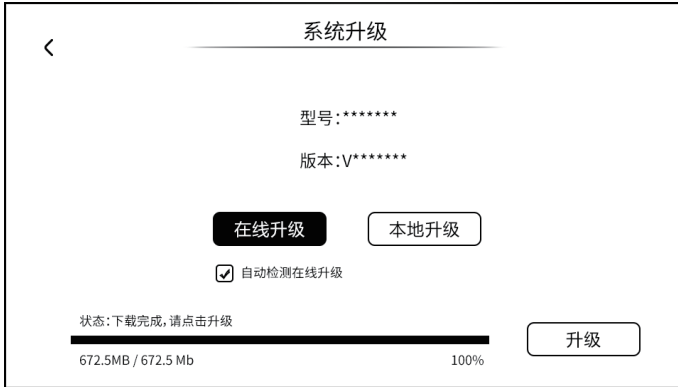 系统升级
型号:*******
版本:V*******
在线升级 本地升级
自动检测在线升级
状态:下载完成,请点击升级
升级
672.5MB / 672.5 Mb 100%